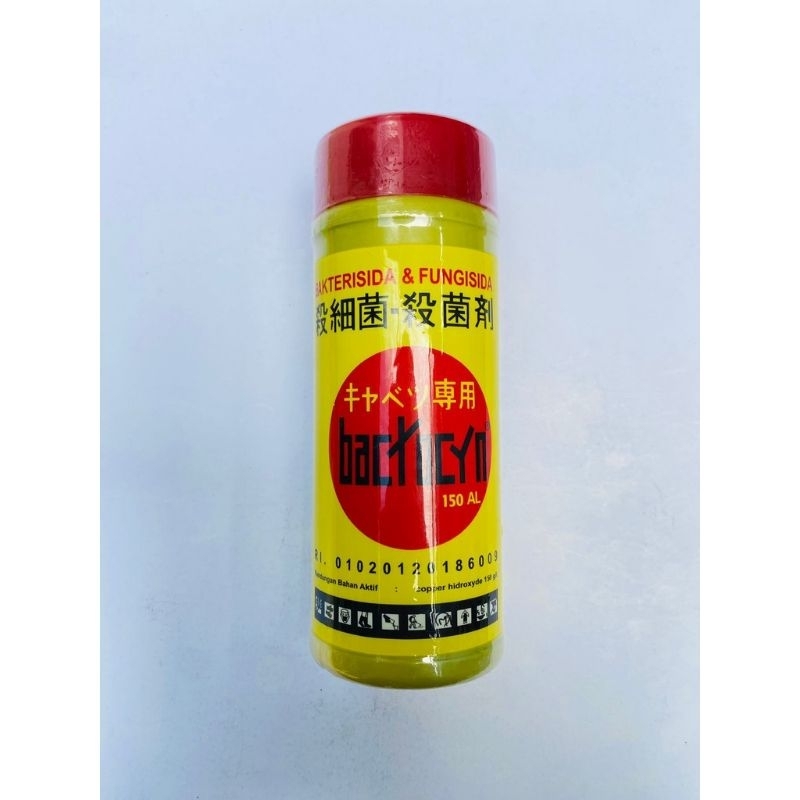 BAKTERISIDA & FUNGISIDA
殺細菌-殺菌剤
キャベツ専用
bactocyn®
150 AL
RI. 01020120186009
Kandungan Bahan Aktif : copper hidroxyde 150 g/l